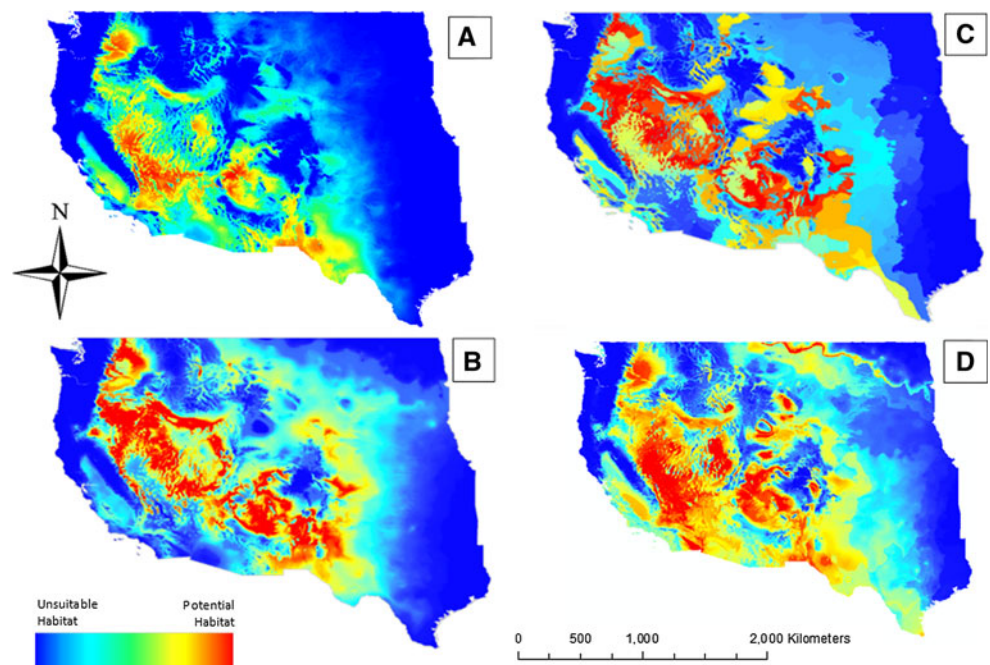 A
C
N
B
D
Unsuitable
Habitat
Potential
Habitat
0 500 1,000 2,000 Kilometers